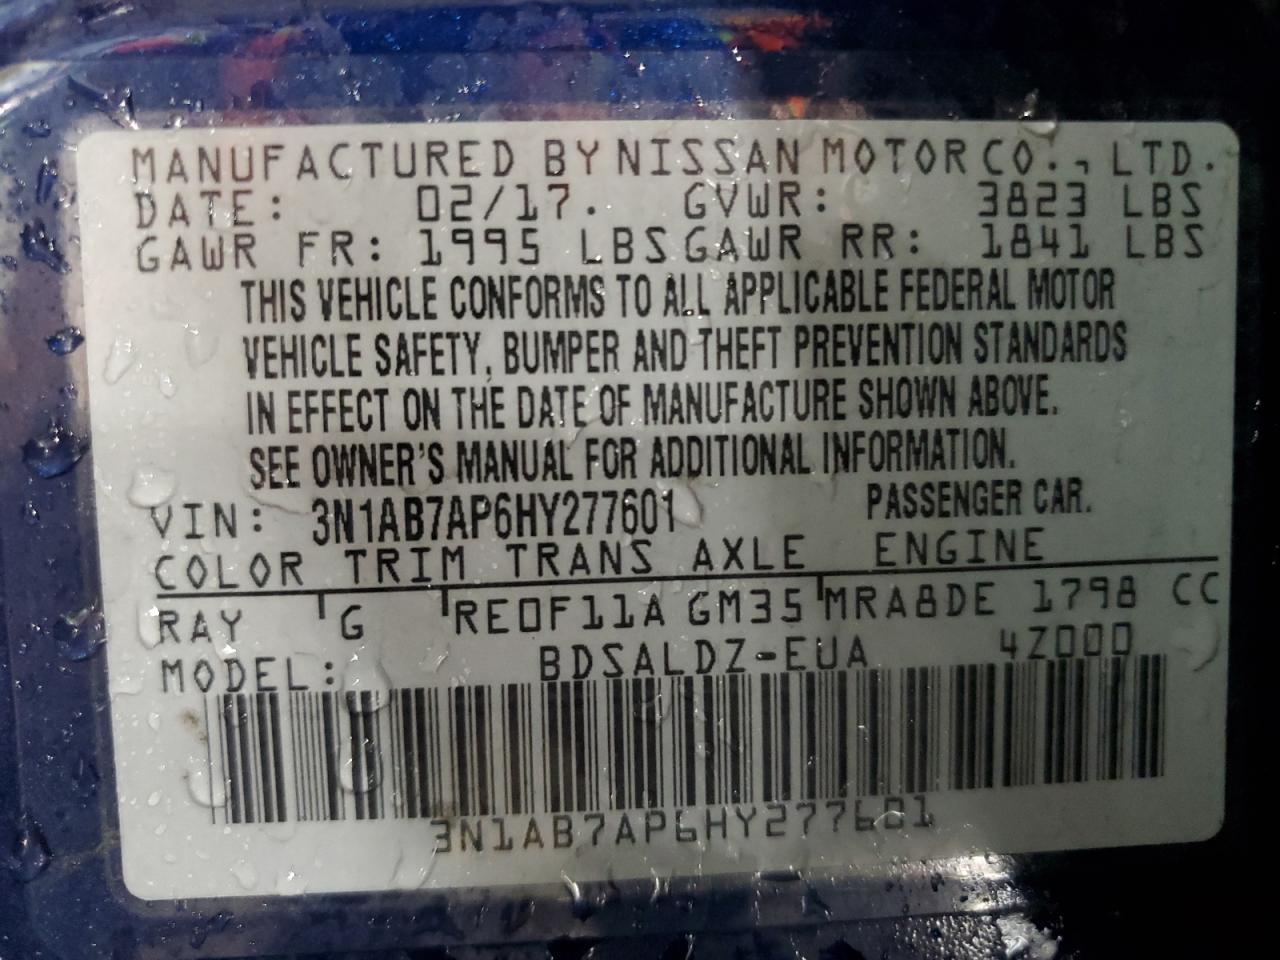 MANUFACTURED BY NISSAN MOTOR CO., LTD.
DATE: 02/17. GVWR: 3823 LBS
GAWR FR: 1995 LBS GAWR RR: 1841 LBS
THIS VEHICLE CONFORMS TO ALL APPLICABLE FEDERAL MOTOR
VEHICLE SAFETY, BUMPER AND THEFT PREVENTION STANDARDS
IN EFFECT ON THE DATE OF MANUFACTURE SHOWN ABOVE.
SEE OWNER'S MANUAL FOR ADDITIONAL INFORMATION.
VIN: 3N1AB7AP6HY277601 PASSENGER CAR.
COLOR TRIM TRANS AXLE ENGINE
RAY G RE0F11A GM35 MRA8DE 1798 CC
MODEL: BDSALDZ-EUA 4Z000
3N1AB7AP6HY277601